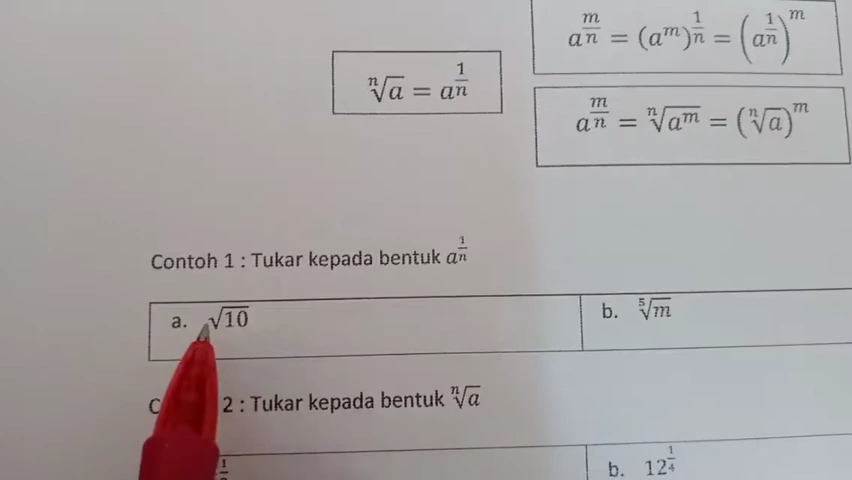 ⁿ√a = a^(1/n)
a^(m/n) = (a^m)^(1/n) = (a^(1/n))^m
a^(m/n) = ⁿ√(a^m) = (ⁿ√a)^m
Contoh 1 : Tukar kepada bentuk a^(1/n)
a. √10
b. ⁵√m
2 : Tukar kepada bentuk ⁿ√a
b. 12^(1/4)